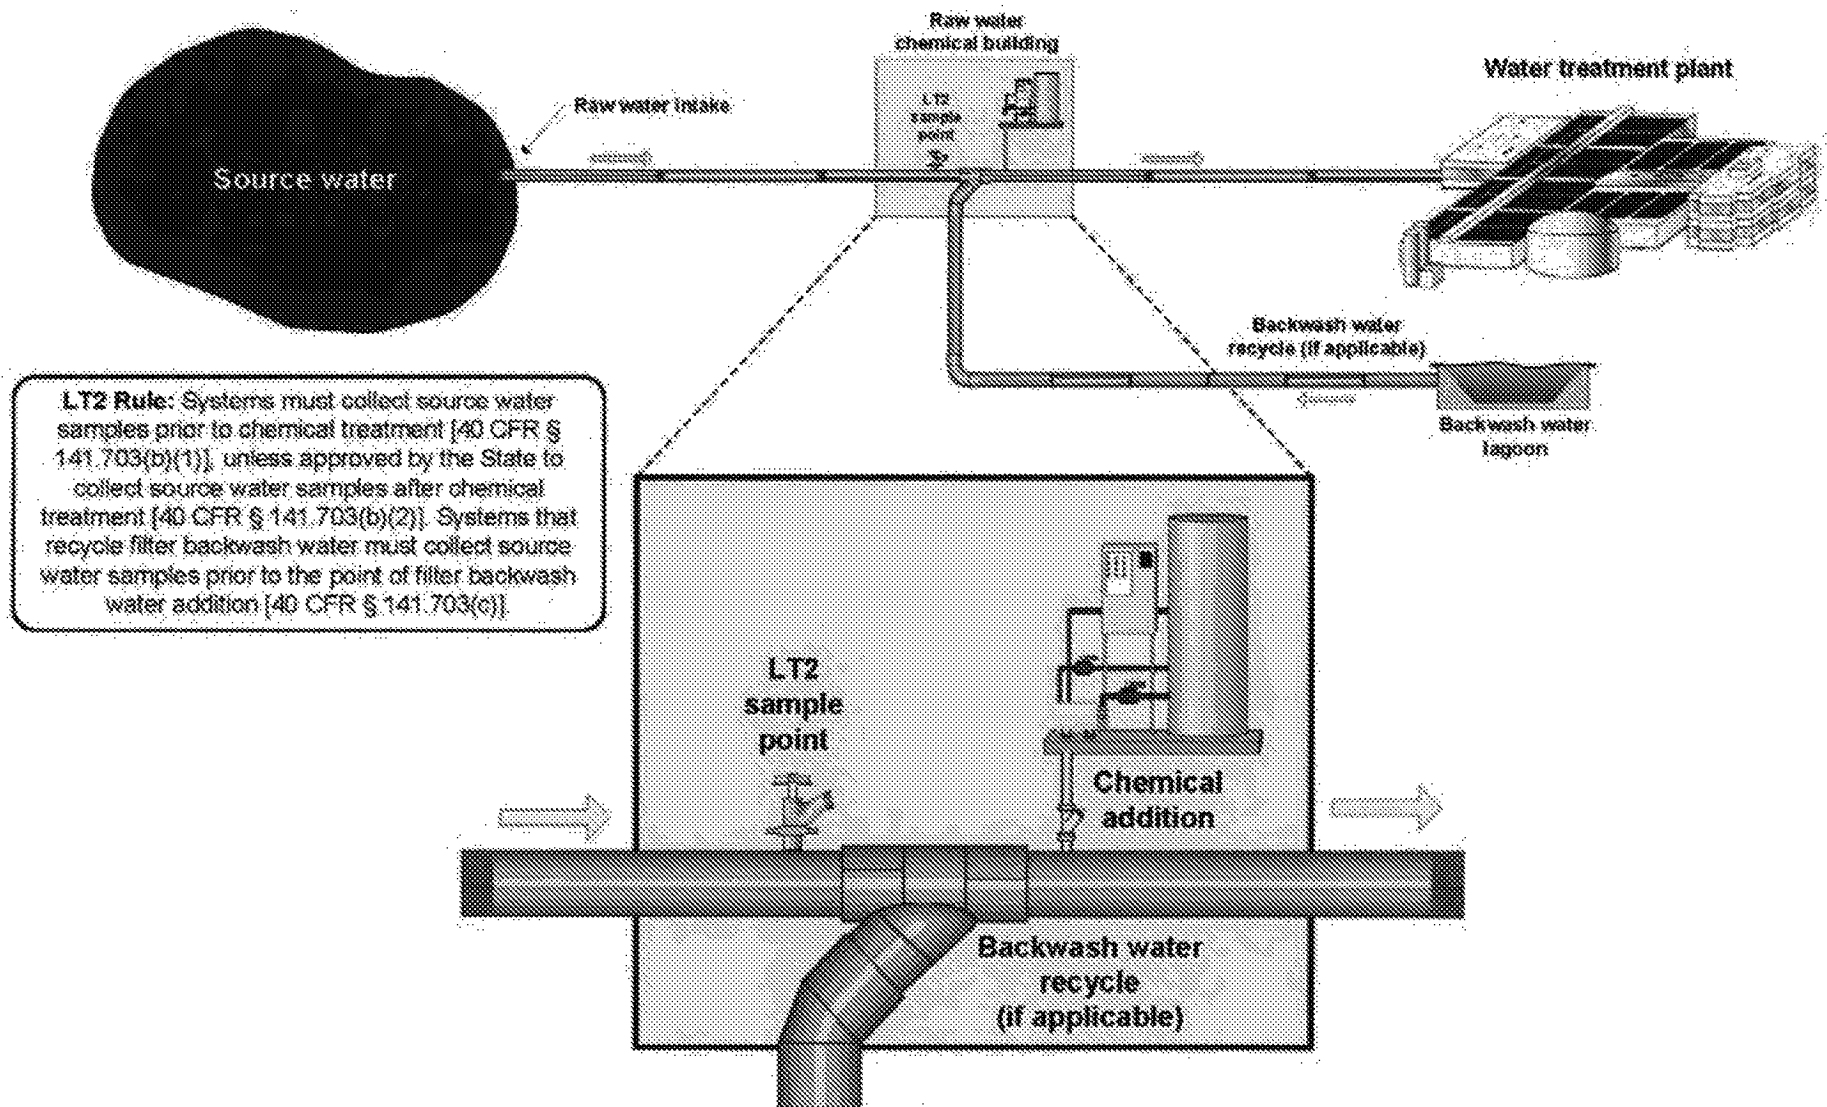 Raw water
chemical building
Water treatment plant
Raw water intake
LT2
sample
point
Source water
Backwash water
recycle (if applicable)
Backwash water
lagoon
LT2 Rule: Systems must collect source water
samples prior to chemical treatment [40 CFR §
141.703(b)(1)], unless approved by the State to
collect source water samples after chemical
treatment [40 CFR § 141.703(b)(2)]. Systems that
recycle filter backwash water must collect source
water samples prior to the point of filter backwash
water addition [40 CFR § 141.703(c)].
LT2
sample
point
Chemical
addition
Backwash water
recycle
(if applicable)